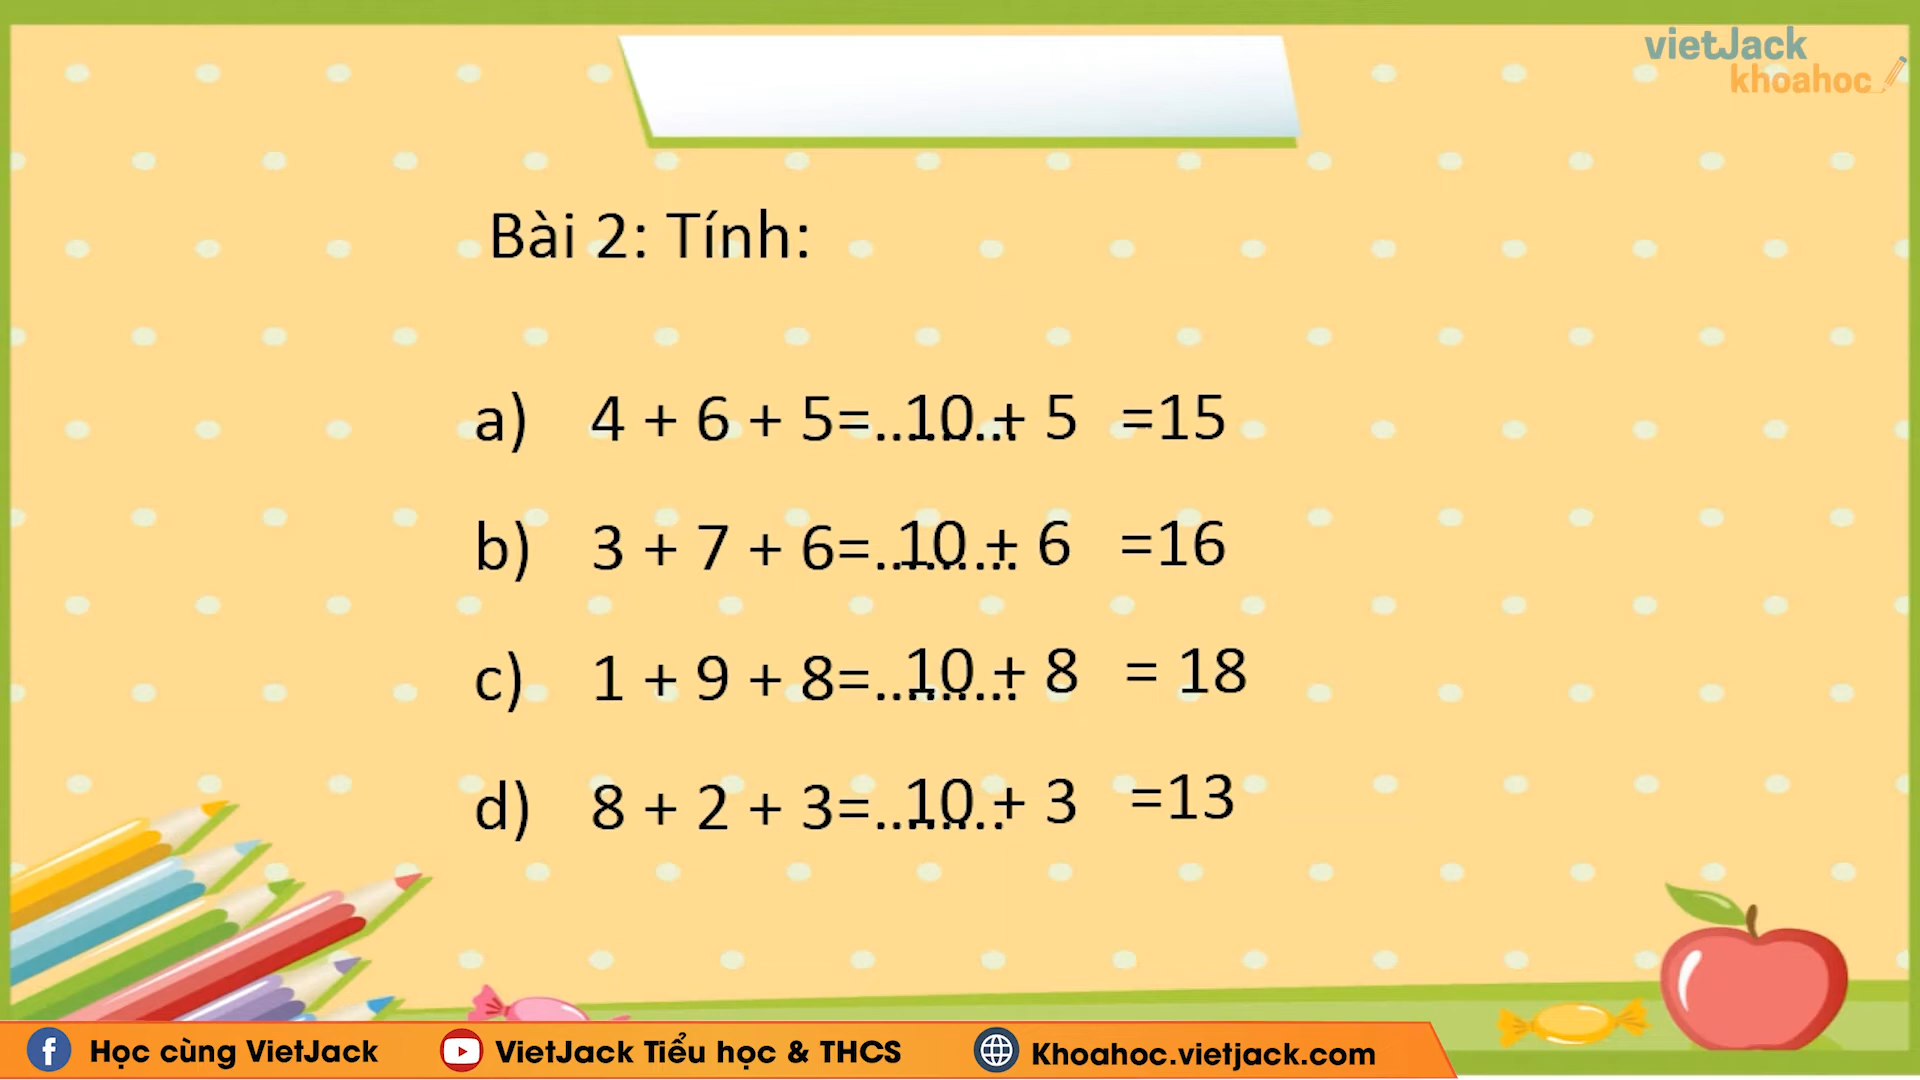 vietJack
khoahoc
Bài 2: Tính:
a) 4 + 6 + 5=......... 10 + 5 =15
b) 3 + 7 + 6=......... 10 + 6 =16
c) 1 + 9 + 8=......... 10 + 8 = 18
d) 8 + 2 + 3=........ 10 + 3 =13
Học cùng VietJack VietJack Tiểu học & THCS Khoahoc.vietjack.com